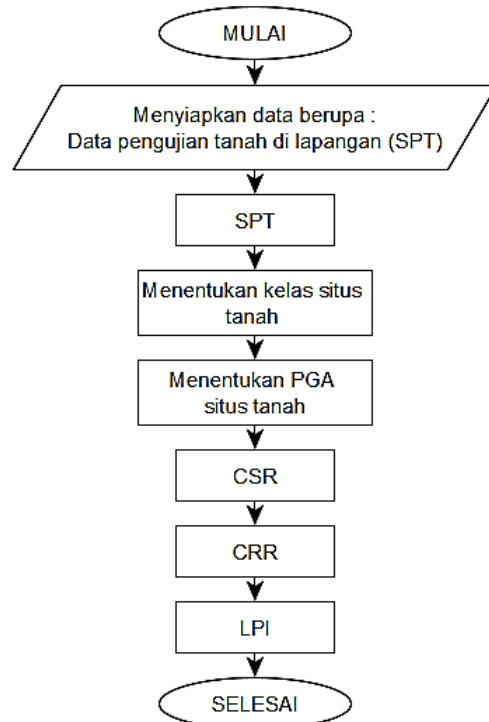 MULAI
Menyiapkan data berupa :
Data pengujian tanah di lapangan (SPT)
SPT
Menentukan kelas situs
tanah
Menentukan PGA
situs tanah
CSR
CRR
LPI
SELESAI